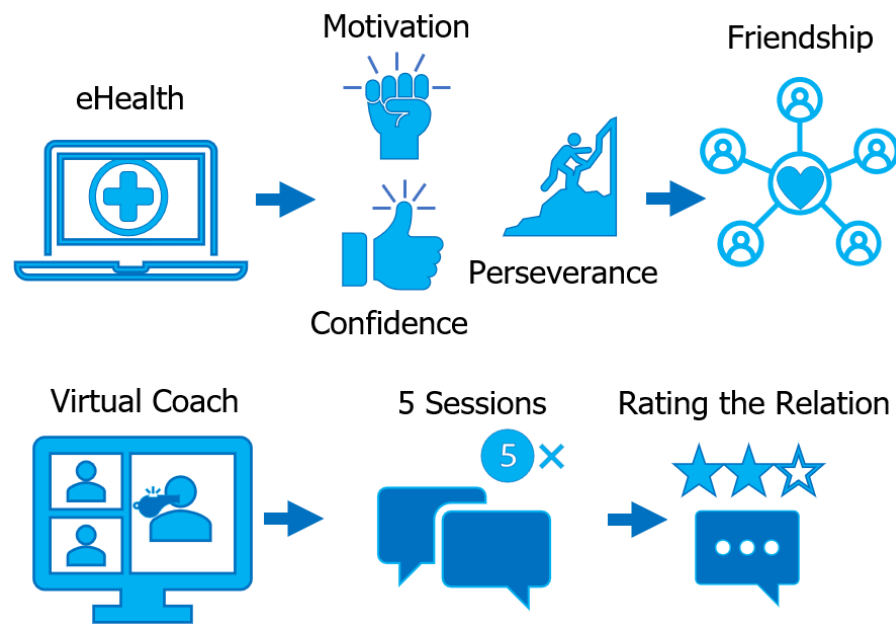 Motivation
Friendship
eHealth
Perseverance
Confidence
Virtual Coach
5 Sessions
Rating the Relation
5 ×